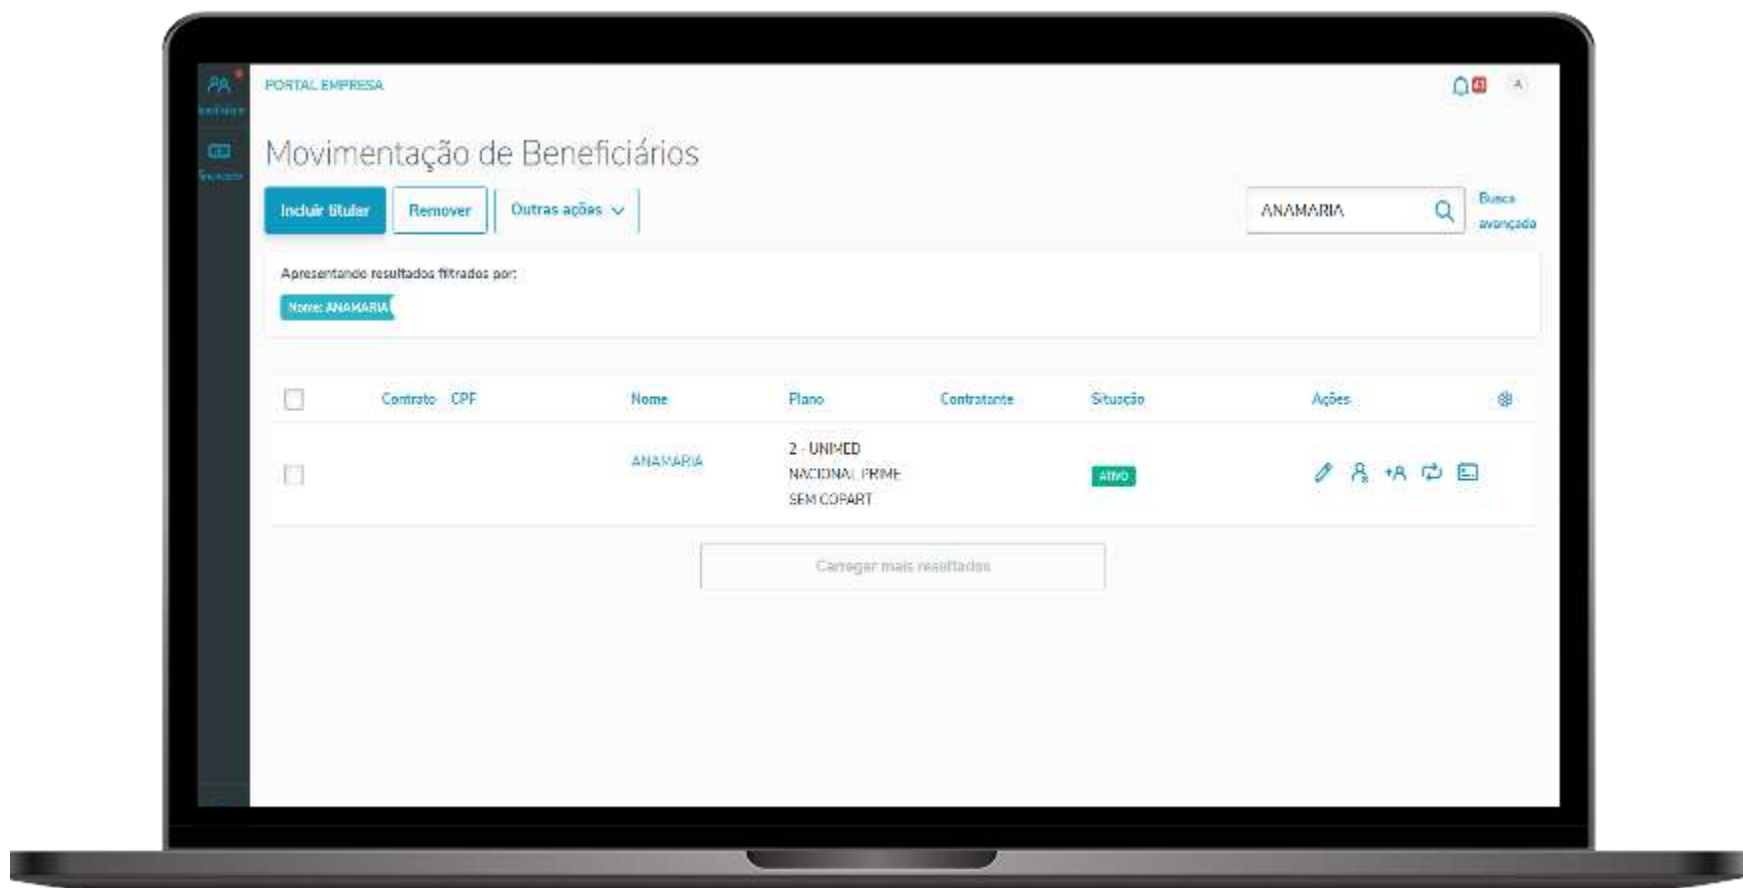 PORTAL EMPRESA
A
Movimentação de Beneficiários
Incluir titular
Remover
Outras ações
ANAMARIA
Busca
avançada
Apresentando resultados filtrados por:
Nome: ANAMARIA
Contrato CPF Nome Plano Contratante Situação Ações
ANAMARIA
2 - UNIMED
NACIONAL PRIME
SEM COPART
ATIVO
Carregar mais resultados